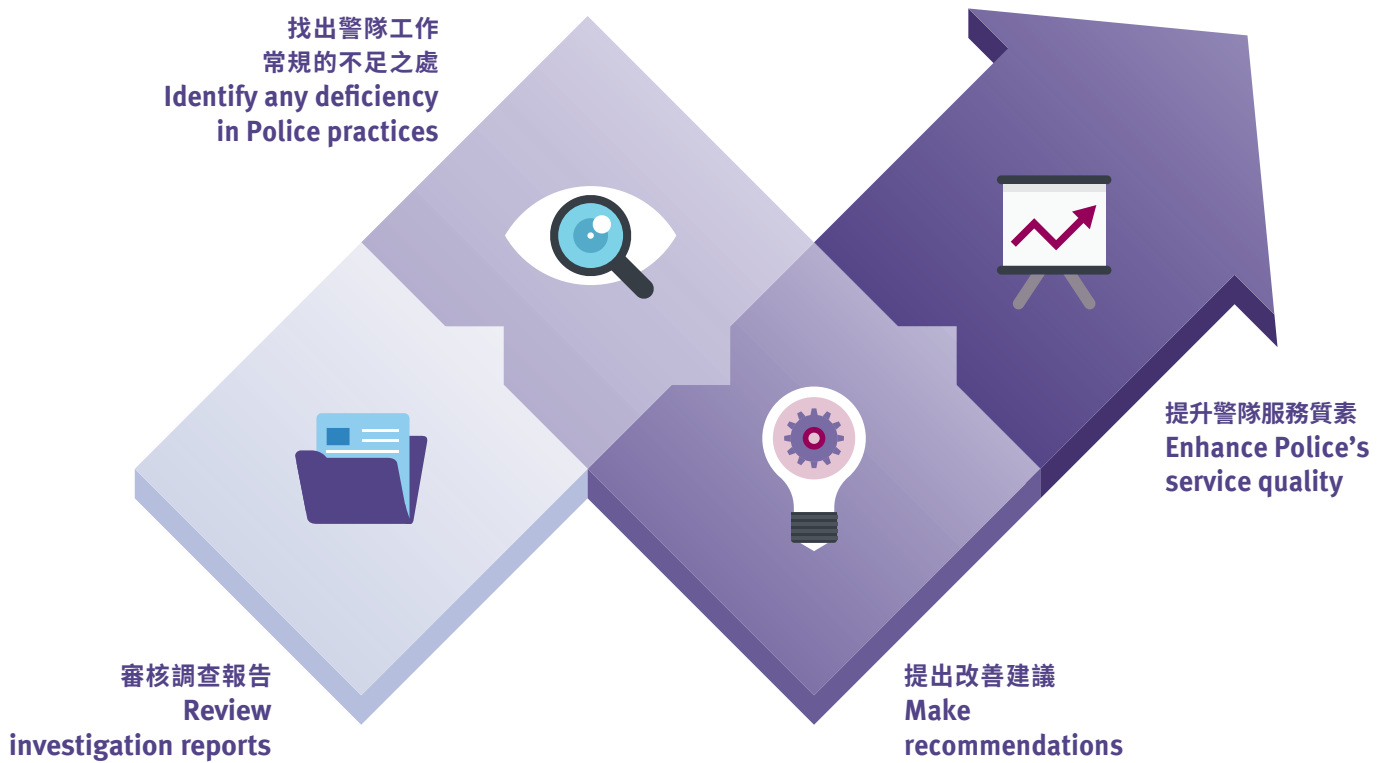 找出警隊工作
常規的不足之處
Identify any deficiency
in Police practices
提升警隊服務質素
Enhance Police’s
service quality
審核調查報告
Review
investigation reports
提出改善建議
Make
recommendations